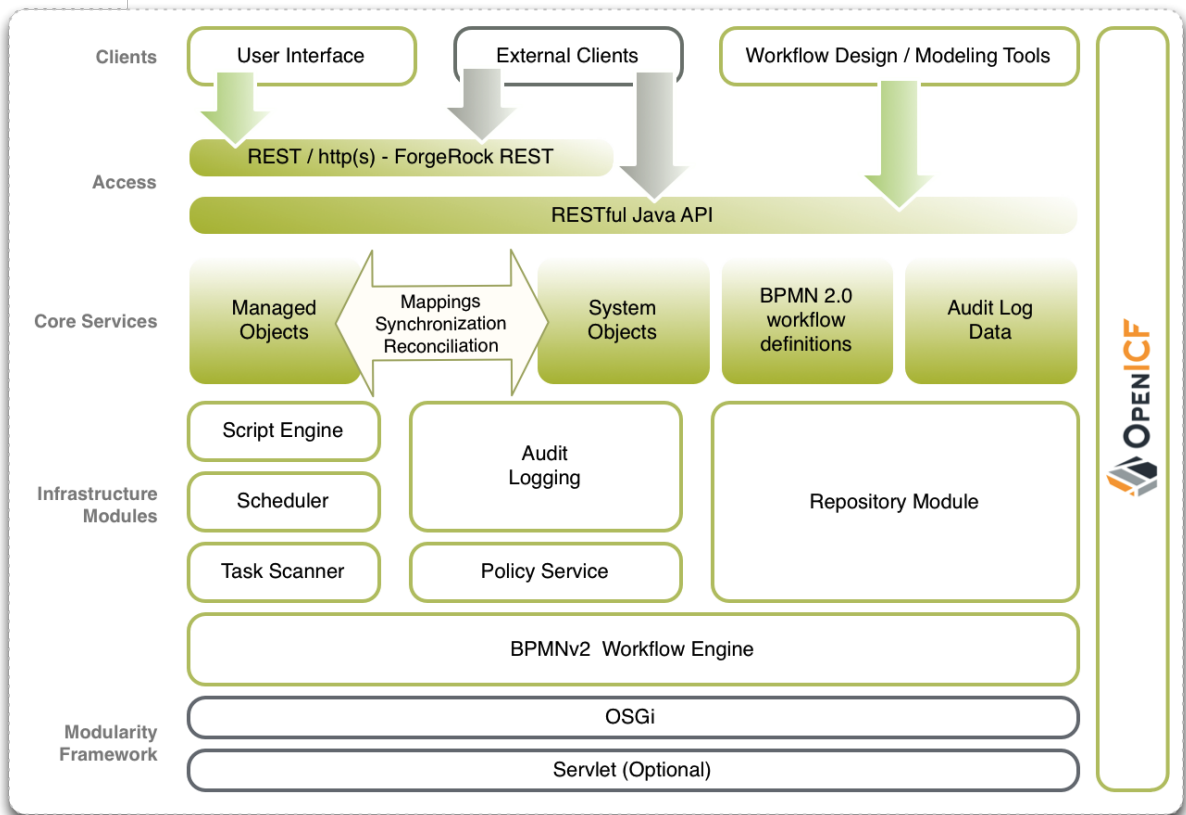 Clients
User Interface
External Clients
Workflow Design / Modeling Tools
REST / http(s) - ForgeRock REST
Access
RESTful Java API
Core Services
Managed
Objects
Mappings
Synchronization
Reconciliation
System
Objects
BPMN 2.0
workflow
definitions
Audit Log
Data
Infrastructure
Modules
Script Engine
Scheduler
Task Scanner
Audit
Logging
Policy Service
Repository Module
BPMNv2 Workflow Engine
Modularity
Framework
OSGi
Servlet (Optional)
OPENICF